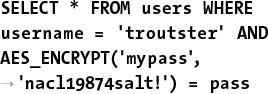 SELECT * FROM users WHERE
username = 'troutster' AND
AES_ENCRYPT('mypass',
→'nacl19874salt!') = pass